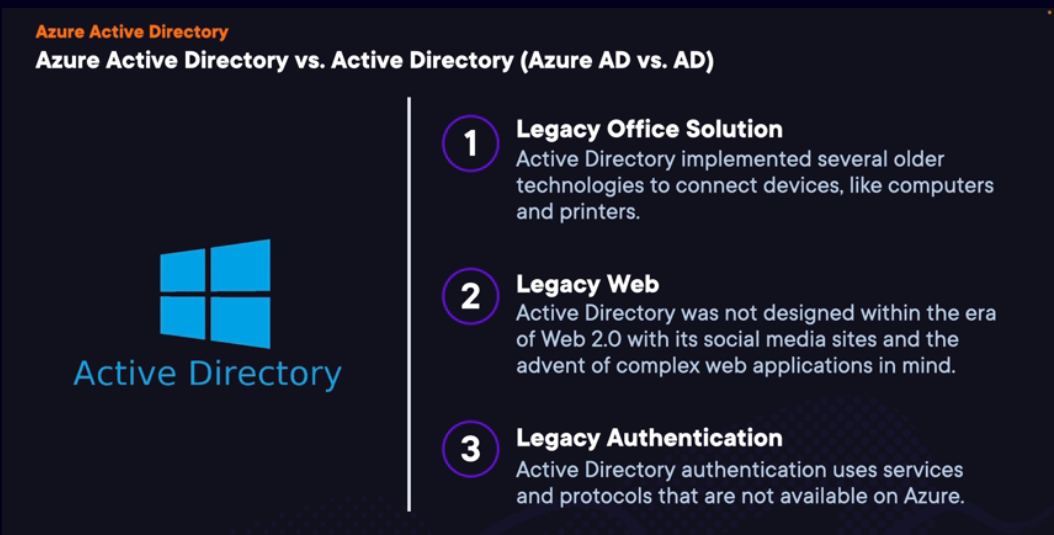 Azure Active Directory
Azure Active Directory vs. Active Directory (Azure AD vs. AD)
Active Directory
1
Legacy Office Solution
Active Directory implemented several older
technologies to connect devices, like computers
and printers.
2
Legacy Web
Active Directory was not designed within the era
of Web 2.0 with its social media sites and the
advent of complex web applications in mind.
3
Legacy Authentication
Active Directory authentication uses services
and protocols that are not available on Azure.